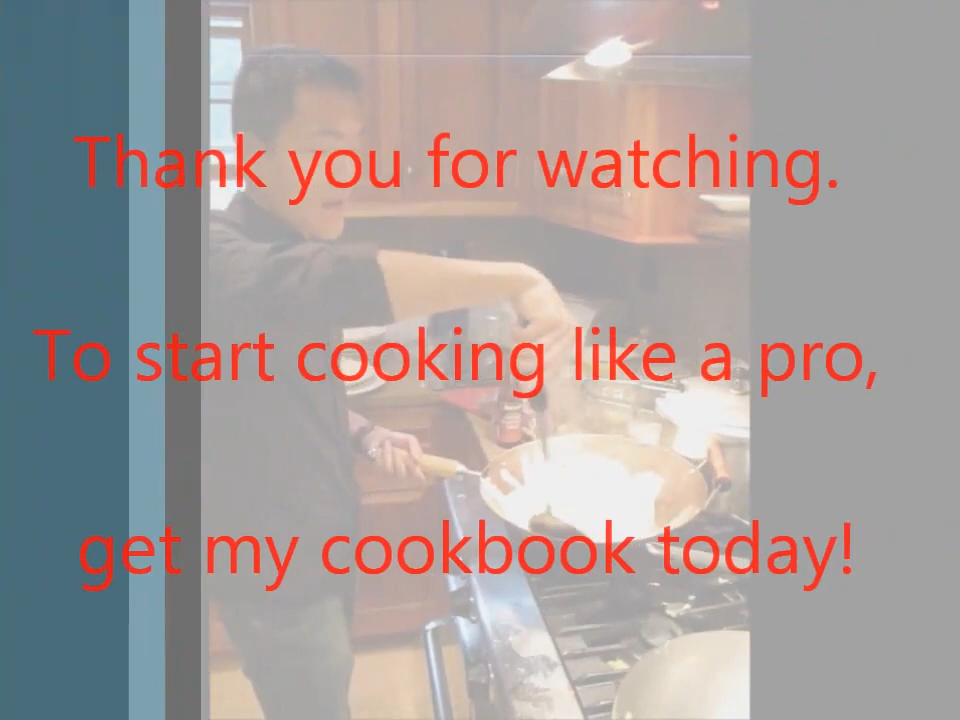 Thank you for watching.
To start cooking like a pro,
get my cookbook today!